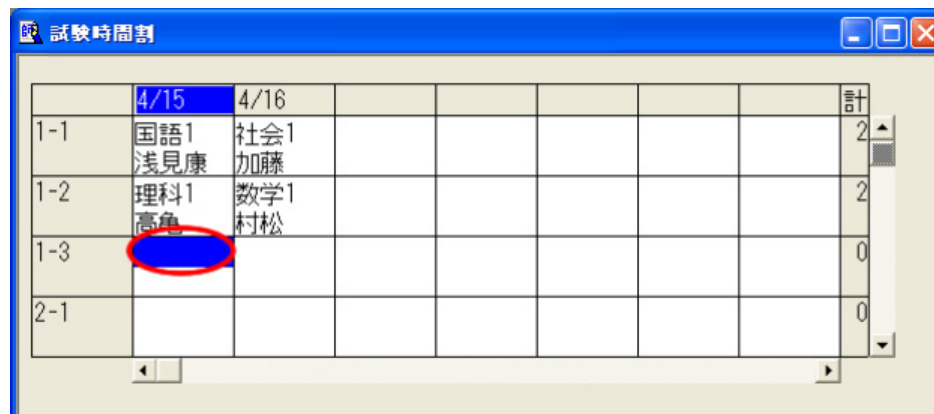 試験時間割
4/15 4/16 計
1-1 国語1 社会1 2
浅見康 加藤
1-2 理科1 数学1 2
高亀 村松
1-3 0
2-1 0